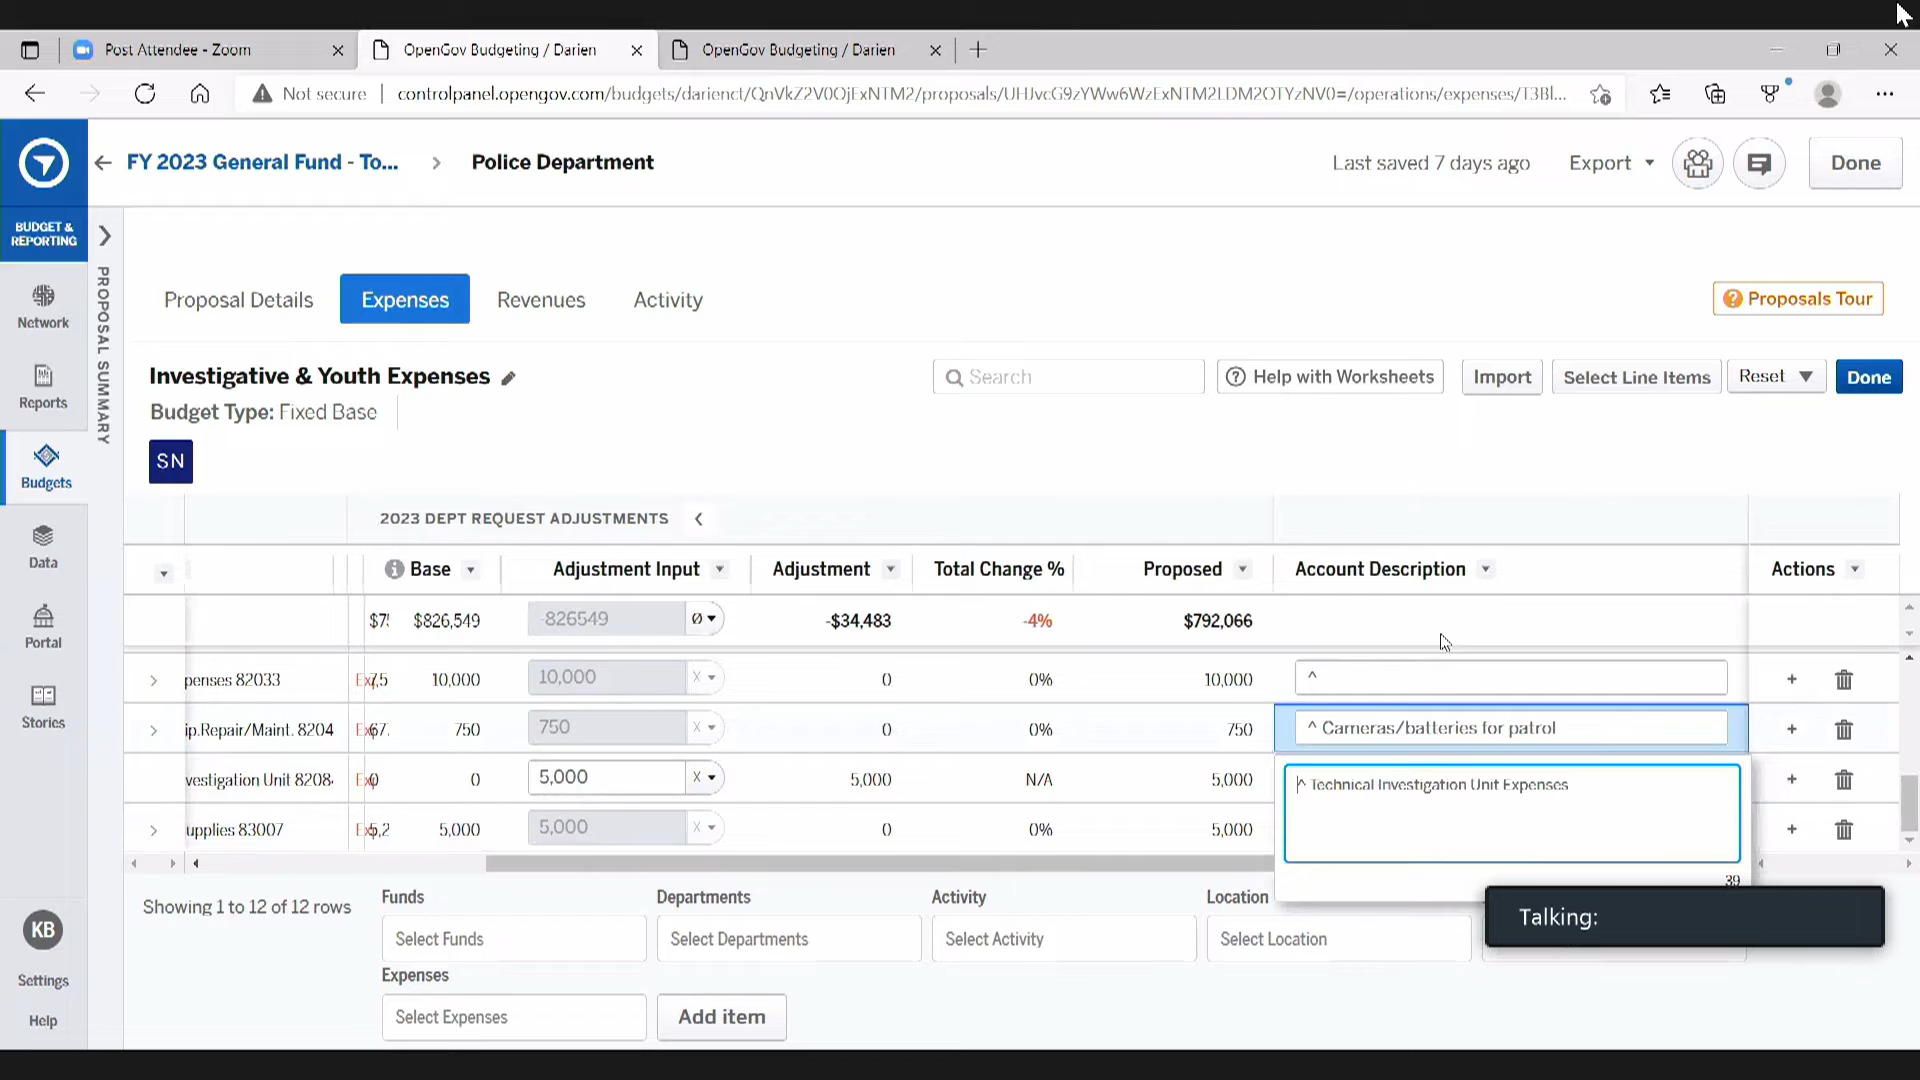 Post Attendee - Zoom
OpenGov Budgeting / Darien
OpenGov Budgeting / Darien
Not secure
controlpanel.opengov.com/budgets/darienct/QnVkZ2V0OjExNTM2/proposals/UHJvcG9zYWw6WzExNTM2LDM2OTYzNV0=/operations/expenses/T3Bl...
FY 2023 General Fund - To... > Police Department
Last saved 7 days ago
Export
Done
BUDGET & REPORTING
PROPOSAL SUMMARY
Network
Reports
Budgets
Data
Portal
Stories
KB
Settings
Help
Proposal Details
Expenses
Revenues
Activity
Proposals Tour
Investigative & Youth Expenses
Budget Type: Fixed Base
SN
Search
Help with Worksheets
Import
Select Line Items
Reset
Done
2023 DEPT REQUEST ADJUSTMENTS
Base Adjustment Input Adjustment Total Change % Proposed Account Description Actions
$826,549 -826549 Ø -$34,483 -4% $792,066
penses 82033 10,000 10,000 X 0 0% 10,000 ^
ip.Repair/Maint. 8204 750 750 X 0 0% 750 ^ Cameras/batteries for patrol
vestigation Unit 8208 0 5,000 X 5,000 N/A 5,000
^ Technical Investigation Unit Expenses
upplies 83007 5,000 5,000 X 0 0% 5,000
39
Showing 1 to 12 of 12 rows
Funds
Select Funds
Departments
Select Departments
Activity
Select Activity
Location
Select Location
Expenses
Select Expenses
Add item
Talking: